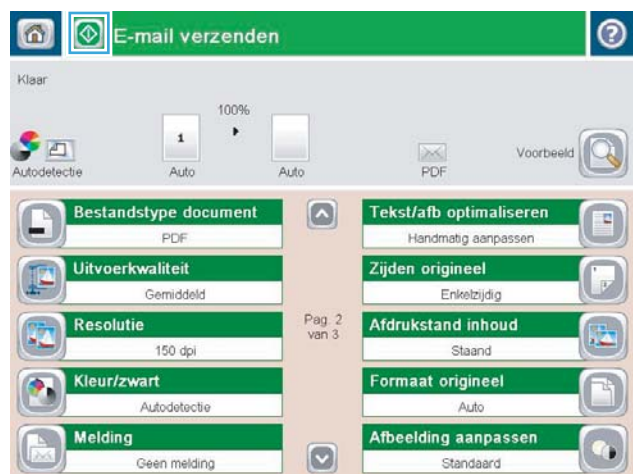 E-mail verzenden
Klaar
100%
1
Autodetectie
Auto
Auto
PDF
Voorbeeld
Bestandstype document
PDF
Uitvoerkwaliteit
Gemiddeld
Resolutie
150 dpi
Kleur/zwart
Autodetectie
Melding
Geen melding
Pag. 2
van 3
Tekst/afb optimaliseren
Handmatig aanpassen
Zijden origineel
Enkelzijdig
Afdrukstand inhoud
Staand
Formaat origineel
Auto
Afbeelding aanpassen
Standaard